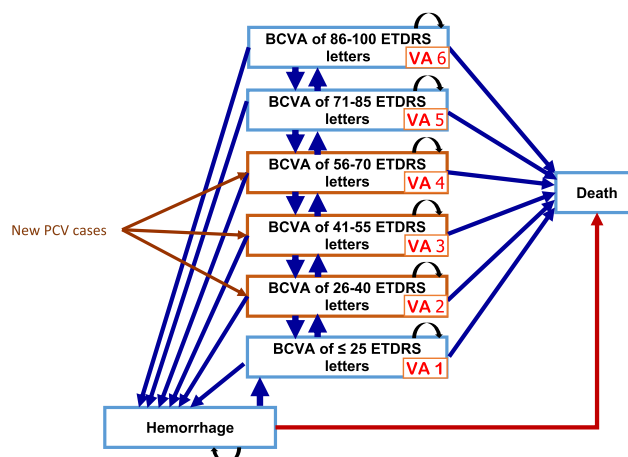 BCVA of 86-100 ETDRS
letters
VA 6
BCVA of 71-85 ETDRS
letters
VA 5
BCVA of 56-70 ETDRS
letters
VA 4
New PCV cases
BCVA of 41-55 ETDRS
letters
VA 3
BCVA of 26-40 ETDRS
letters
VA 2
BCVA of ≤ 25 ETDRS
letters
VA 1
Death
Hemorrhage